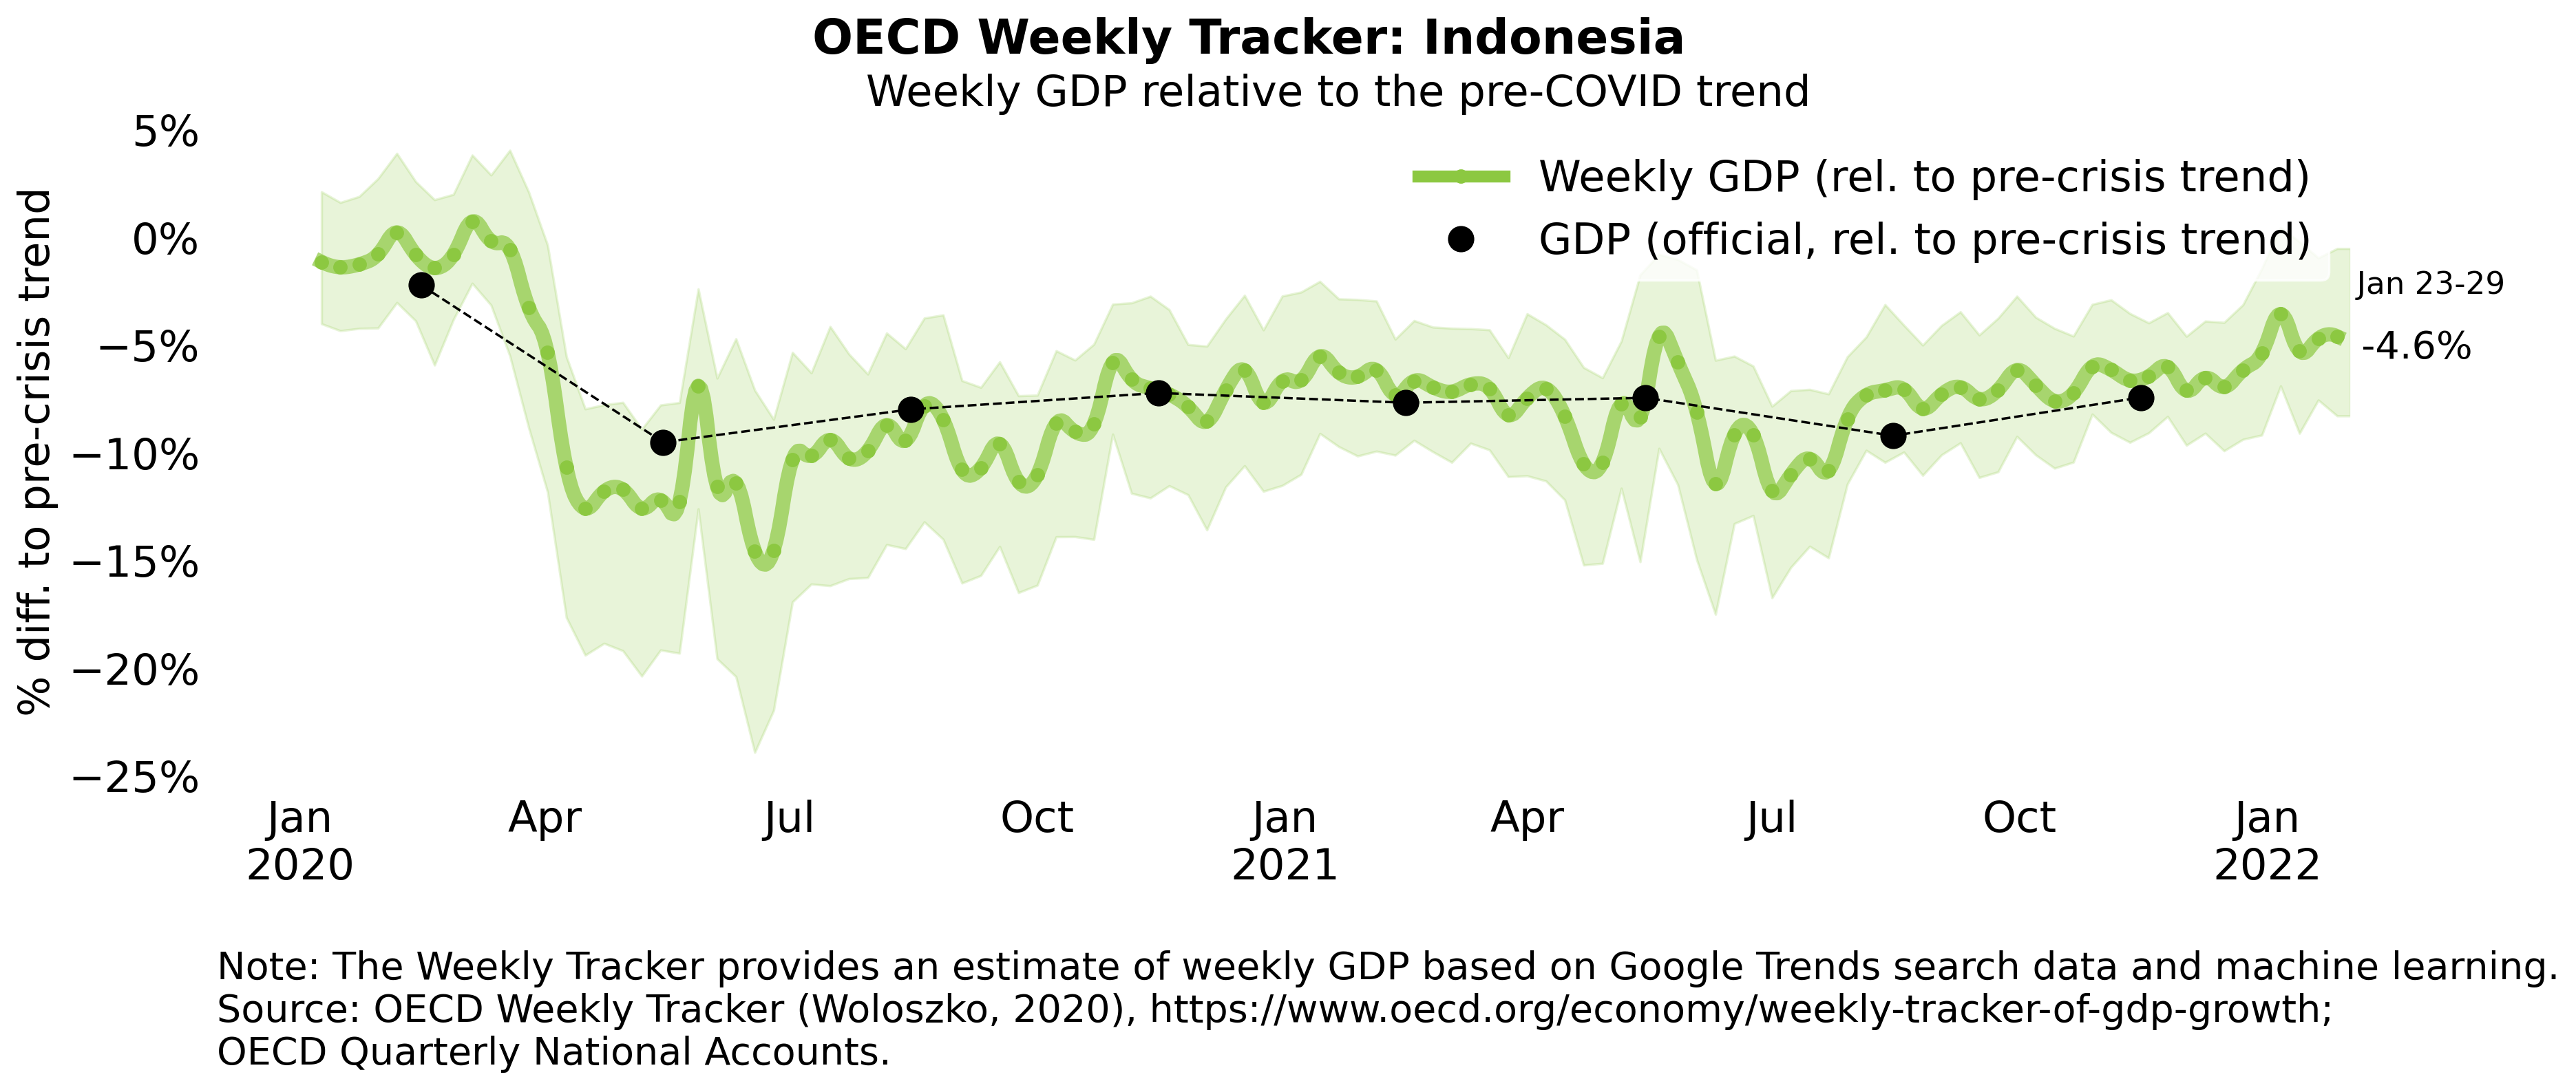 OECD Weekly Tracker: Indonesia
Weekly GDP relative to the pre-COVID trend
% diff. to pre-crisis trend
5%
0%
−5%
−10%
−15%
−20%
−25%
Weekly GDP (rel. to pre-crisis trend)
GDP (official, rel. to pre-crisis trend)
Jan 23-29
-4.6%
Jan Apr Jul Oct Jan Apr Jul Oct Jan
2020 2021 2022
Note: The Weekly Tracker provides an estimate of weekly GDP based on Google Trends search data and machine learning.
Source: OECD Weekly Tracker (Woloszko, 2020), https://www.oecd.org/economy/weekly-tracker-of-gdp-growth;
OECD Quarterly National Accounts.